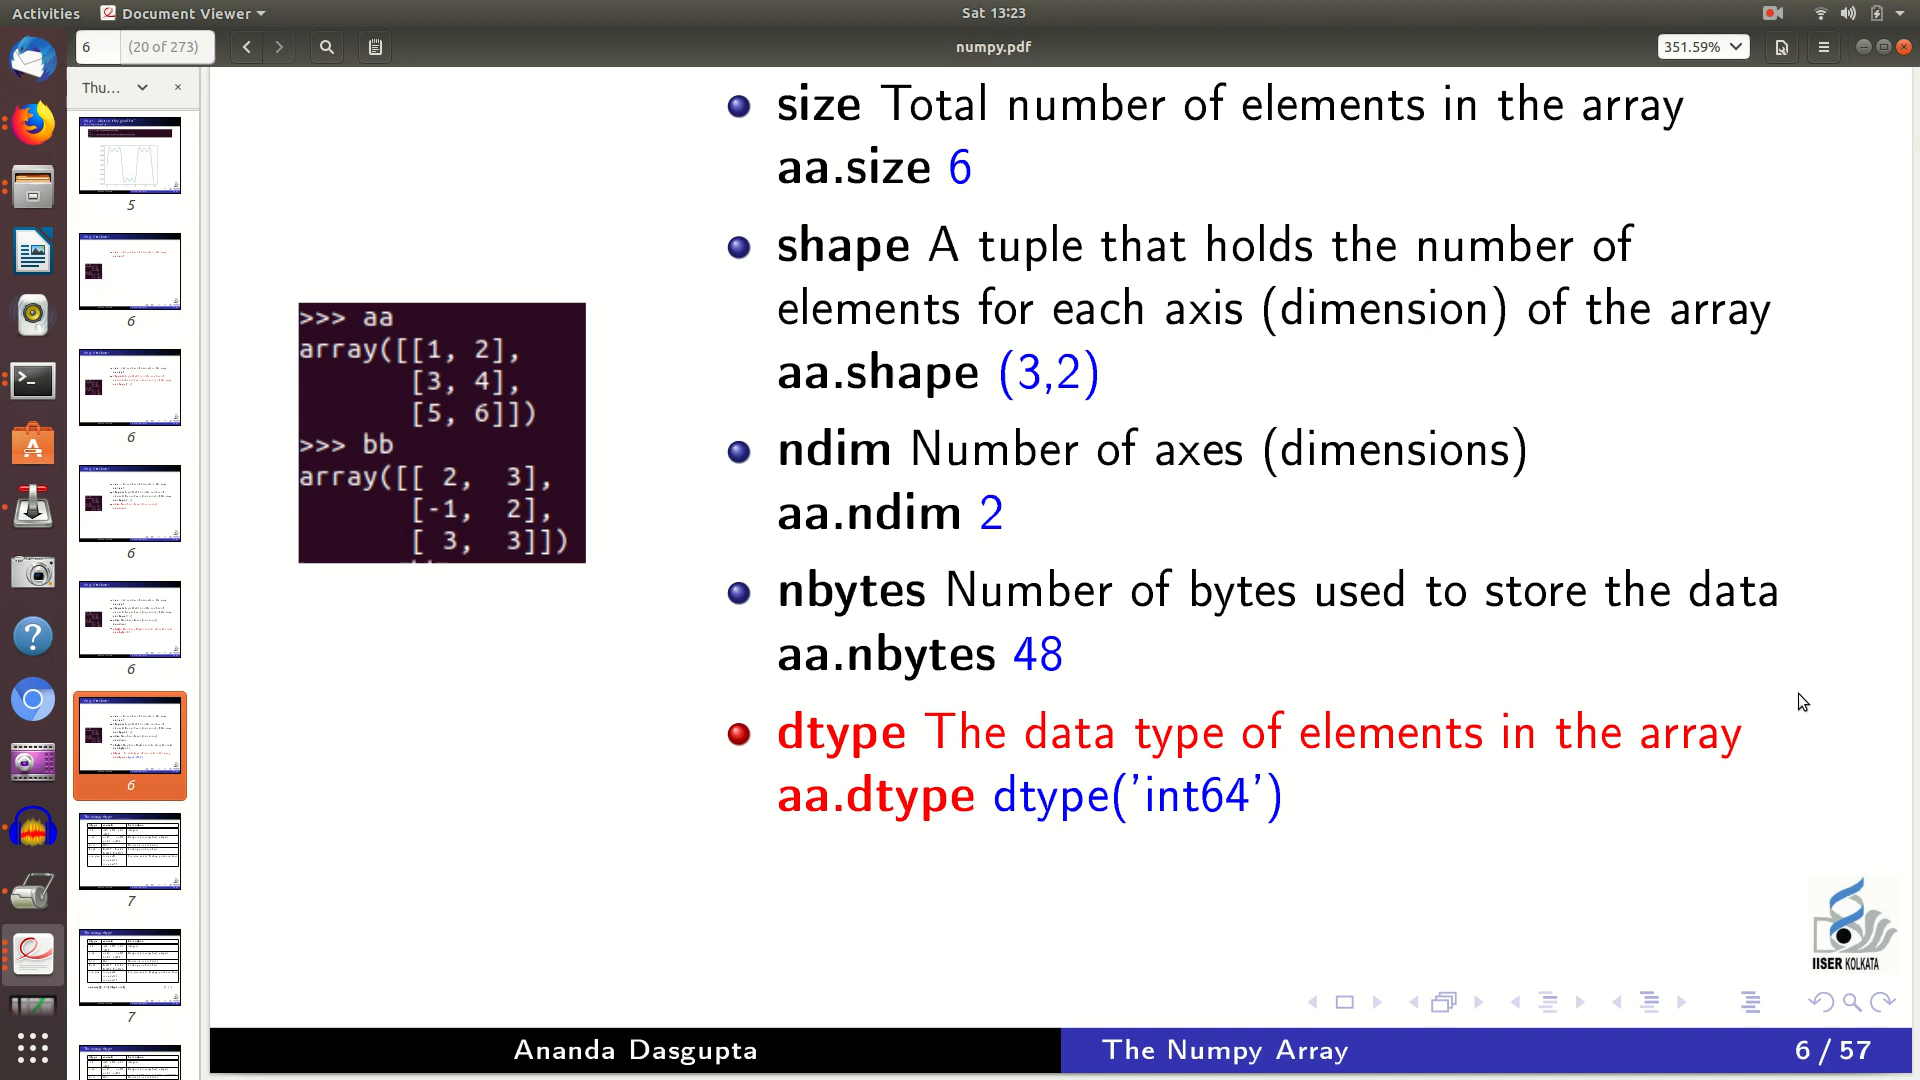 Activities
Document Viewer
Sat 13:23
6
(20 of 273)
numpy.pdf
351.59%
Thu...
5
6
6
6
6
6
7
7
size Total number of elements in the array
aa.size 6
shape A tuple that holds the number of
elements for each axis (dimension) of the array
aa.shape (3,2)
ndim Number of axes (dimensions)
aa.ndim 2
nbytes Number of bytes used to store the data
aa.nbytes 48
dtype The data type of elements in the array
aa.dtype dtype('int64')
>>> aa
array([[1, 2],
[3, 4],
[5, 6]])
>>> bb
array([[ 2, 3],
[-1, 2],
[ 3, 3]])
IISER KOLKATA
Ananda Dasgupta
The Numpy Array
6 / 57